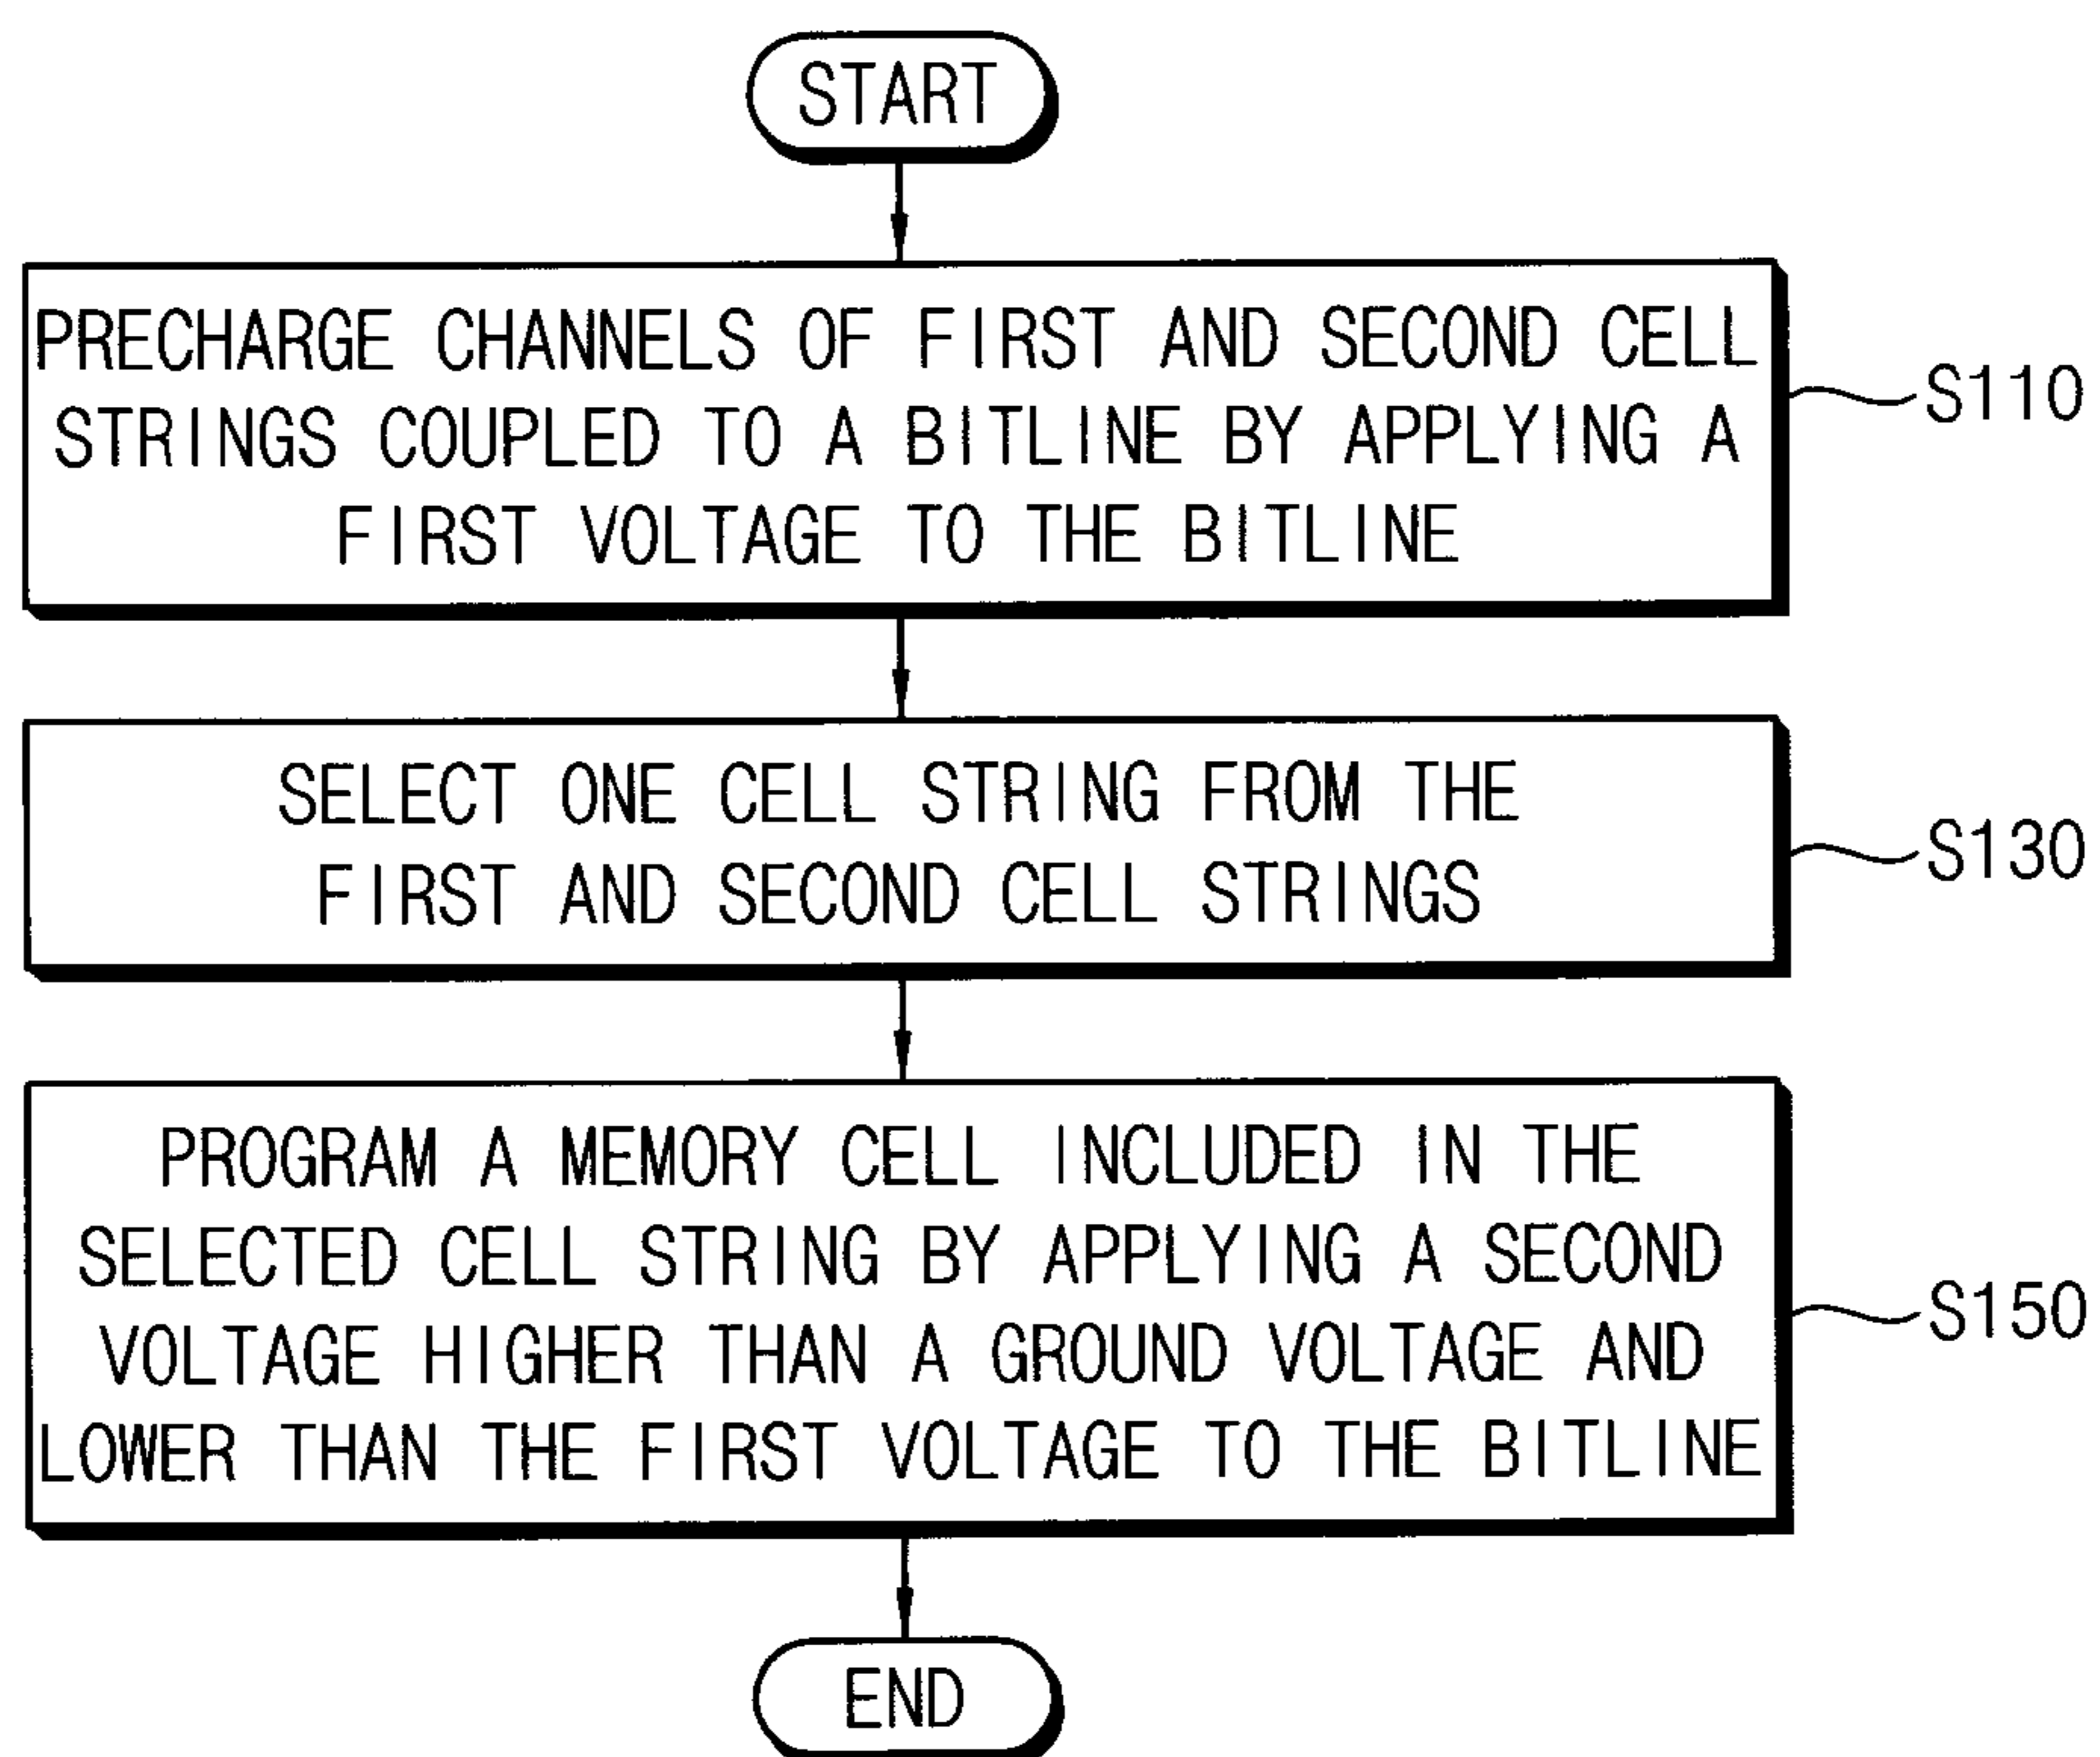 START
PRECHARGE CHANNELS OF FIRST AND SECOND CELL
STRINGS COUPLED TO A BITLINE BY APPLYING A
FIRST VOLTAGE TO THE BITLINE
S110
SELECT ONE CELL STRING FROM THE
FIRST AND SECOND CELL STRINGS
S130
PROGRAM A MEMORY CELL INCLUDED IN THE
SELECTED CELL STRING BY APPLYING A SECOND
VOLTAGE HIGHER THAN A GROUND VOLTAGE AND
LOWER THAN THE FIRST VOLTAGE TO THE BITLINE
S150
END